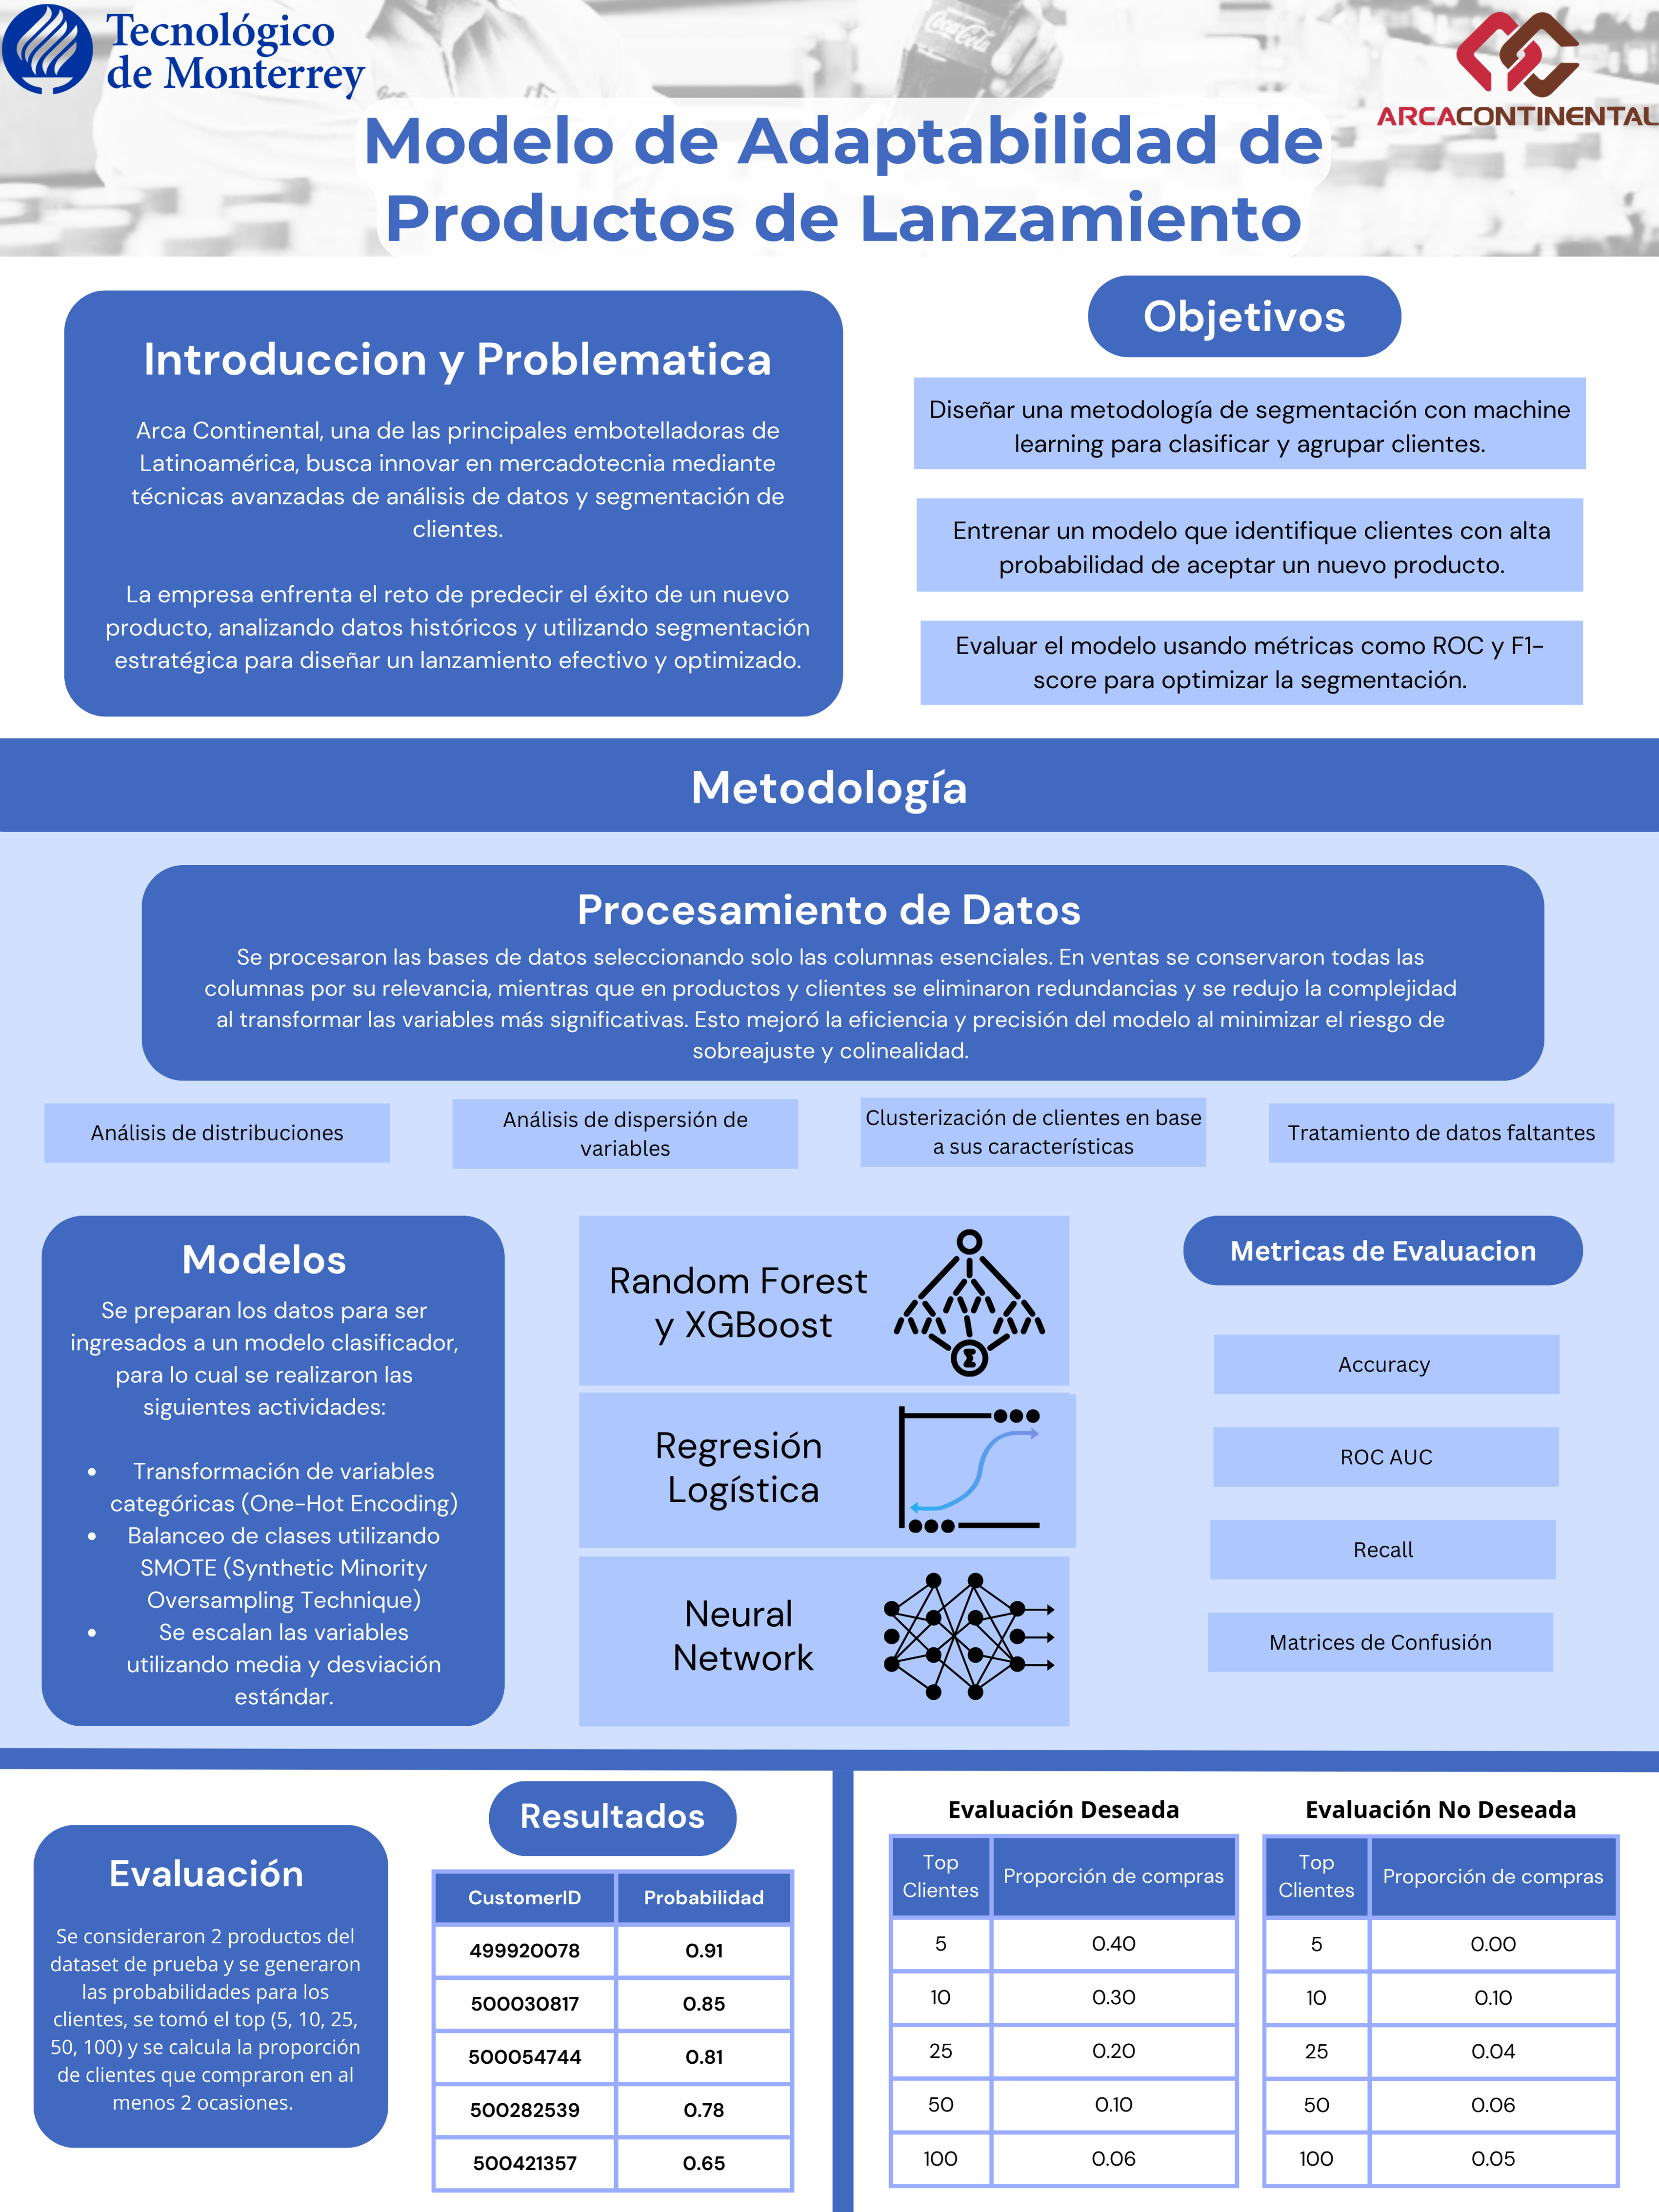 Tecnológico
de Monterrey
Coca-Cola
ARCACONTINENTAL
Modelo de Adaptabilidad de
Productos de Lanzamiento
Introduccion y Problematica
Arca Continental, una de las principales embotelladoras de
Latinoamérica, busca innovar en mercadotecnia mediante
técnicas avanzadas de análisis de datos y segmentación de
clientes.
La empresa enfrenta el reto de predecir el éxito de un nuevo
producto, analizando datos históricos y utilizando segmentación
estratégica para diseñar un lanzamiento efectivo y optimizado.
Objetivos
Diseñar una metodología de segmentación con machine
learning para clasificar y agrupar clientes.
Entrenar un modelo que identifique clientes con alta
probabilidad de aceptar un nuevo producto.
Evaluar el modelo usando métricas como ROC y F1-
score para optimizar la segmentación.
Metodología
Procesamiento de Datos
Se procesaron las bases de datos seleccionando solo las columnas esenciales. En ventas se conservaron todas las
columnas por su relevancia, mientras que en productos y clientes se eliminaron redundancias y se redujo la complejidad
al transformar las variables más significativas. Esto mejoró la eficiencia y precisión del modelo al minimizar el riesgo de
sobreajuste y colinealidad.
Análisis de distribuciones
Análisis de dispersión de
variables
Clusterización de clientes en base
a sus características
Tratamiento de datos faltantes
Modelos
Se preparan los datos para ser
ingresados a un modelo clasificador,
para lo cual se realizaron las
siguientes actividades:
• Transformación de variables
categóricas (One-Hot Encoding)
• Balanceo de clases utilizando
SMOTE (Synthetic Minority
Oversampling Technique)
• Se escalan las variables
utilizando media y desviación
estándar.
Random Forest
y XGBoost
Σ
Regresión
Logística
Neural
Network
Metricas de Evaluacion
Accuracy
ROC AUC
Recall
Matrices de Confusión
Evaluación
Se consideraron 2 productos del
dataset de prueba y se generaron
las probabilidades para los
clientes, se tomó el top (5, 10, 25,
50, 100) y se calcula la proporción
de clientes que compraron en al
menos 2 ocasiones.
Resultados
CustomerID Probabilidad
499920078 0.91
500030817 0.85
500054744 0.81
500282539 0.78
500421357 0.65
Evaluación Deseada
Top
Clientes
Proporción de compras
5 0.40
10 0.30
25 0.20
50 0.10
100 0.06
Evaluación No Deseada
Top
Clientes
Proporción de compras
5 0.00
10 0.10
25 0.04
50 0.06
100 0.05